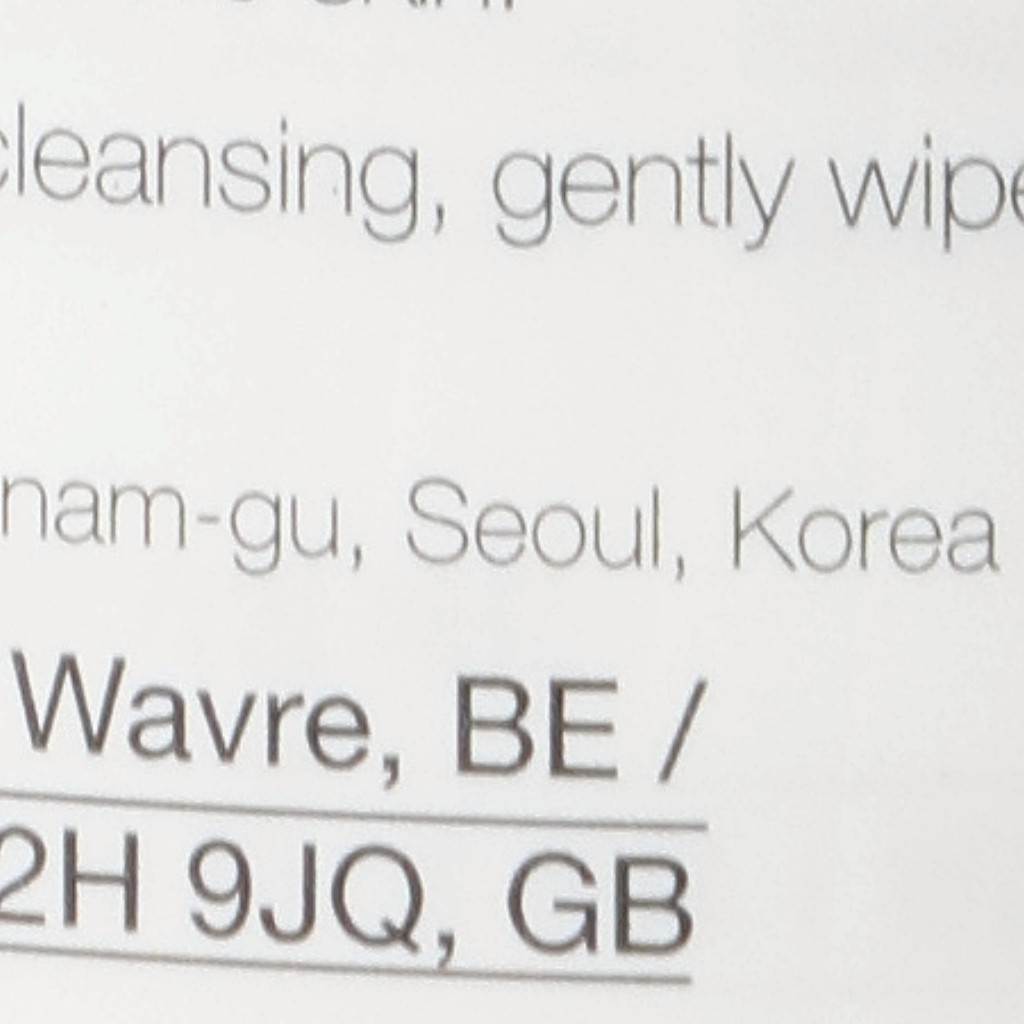 cleansing, gently wipe
nam-gu, Seoul, Korea
Wavre, BE /
2H 9JQ, GB